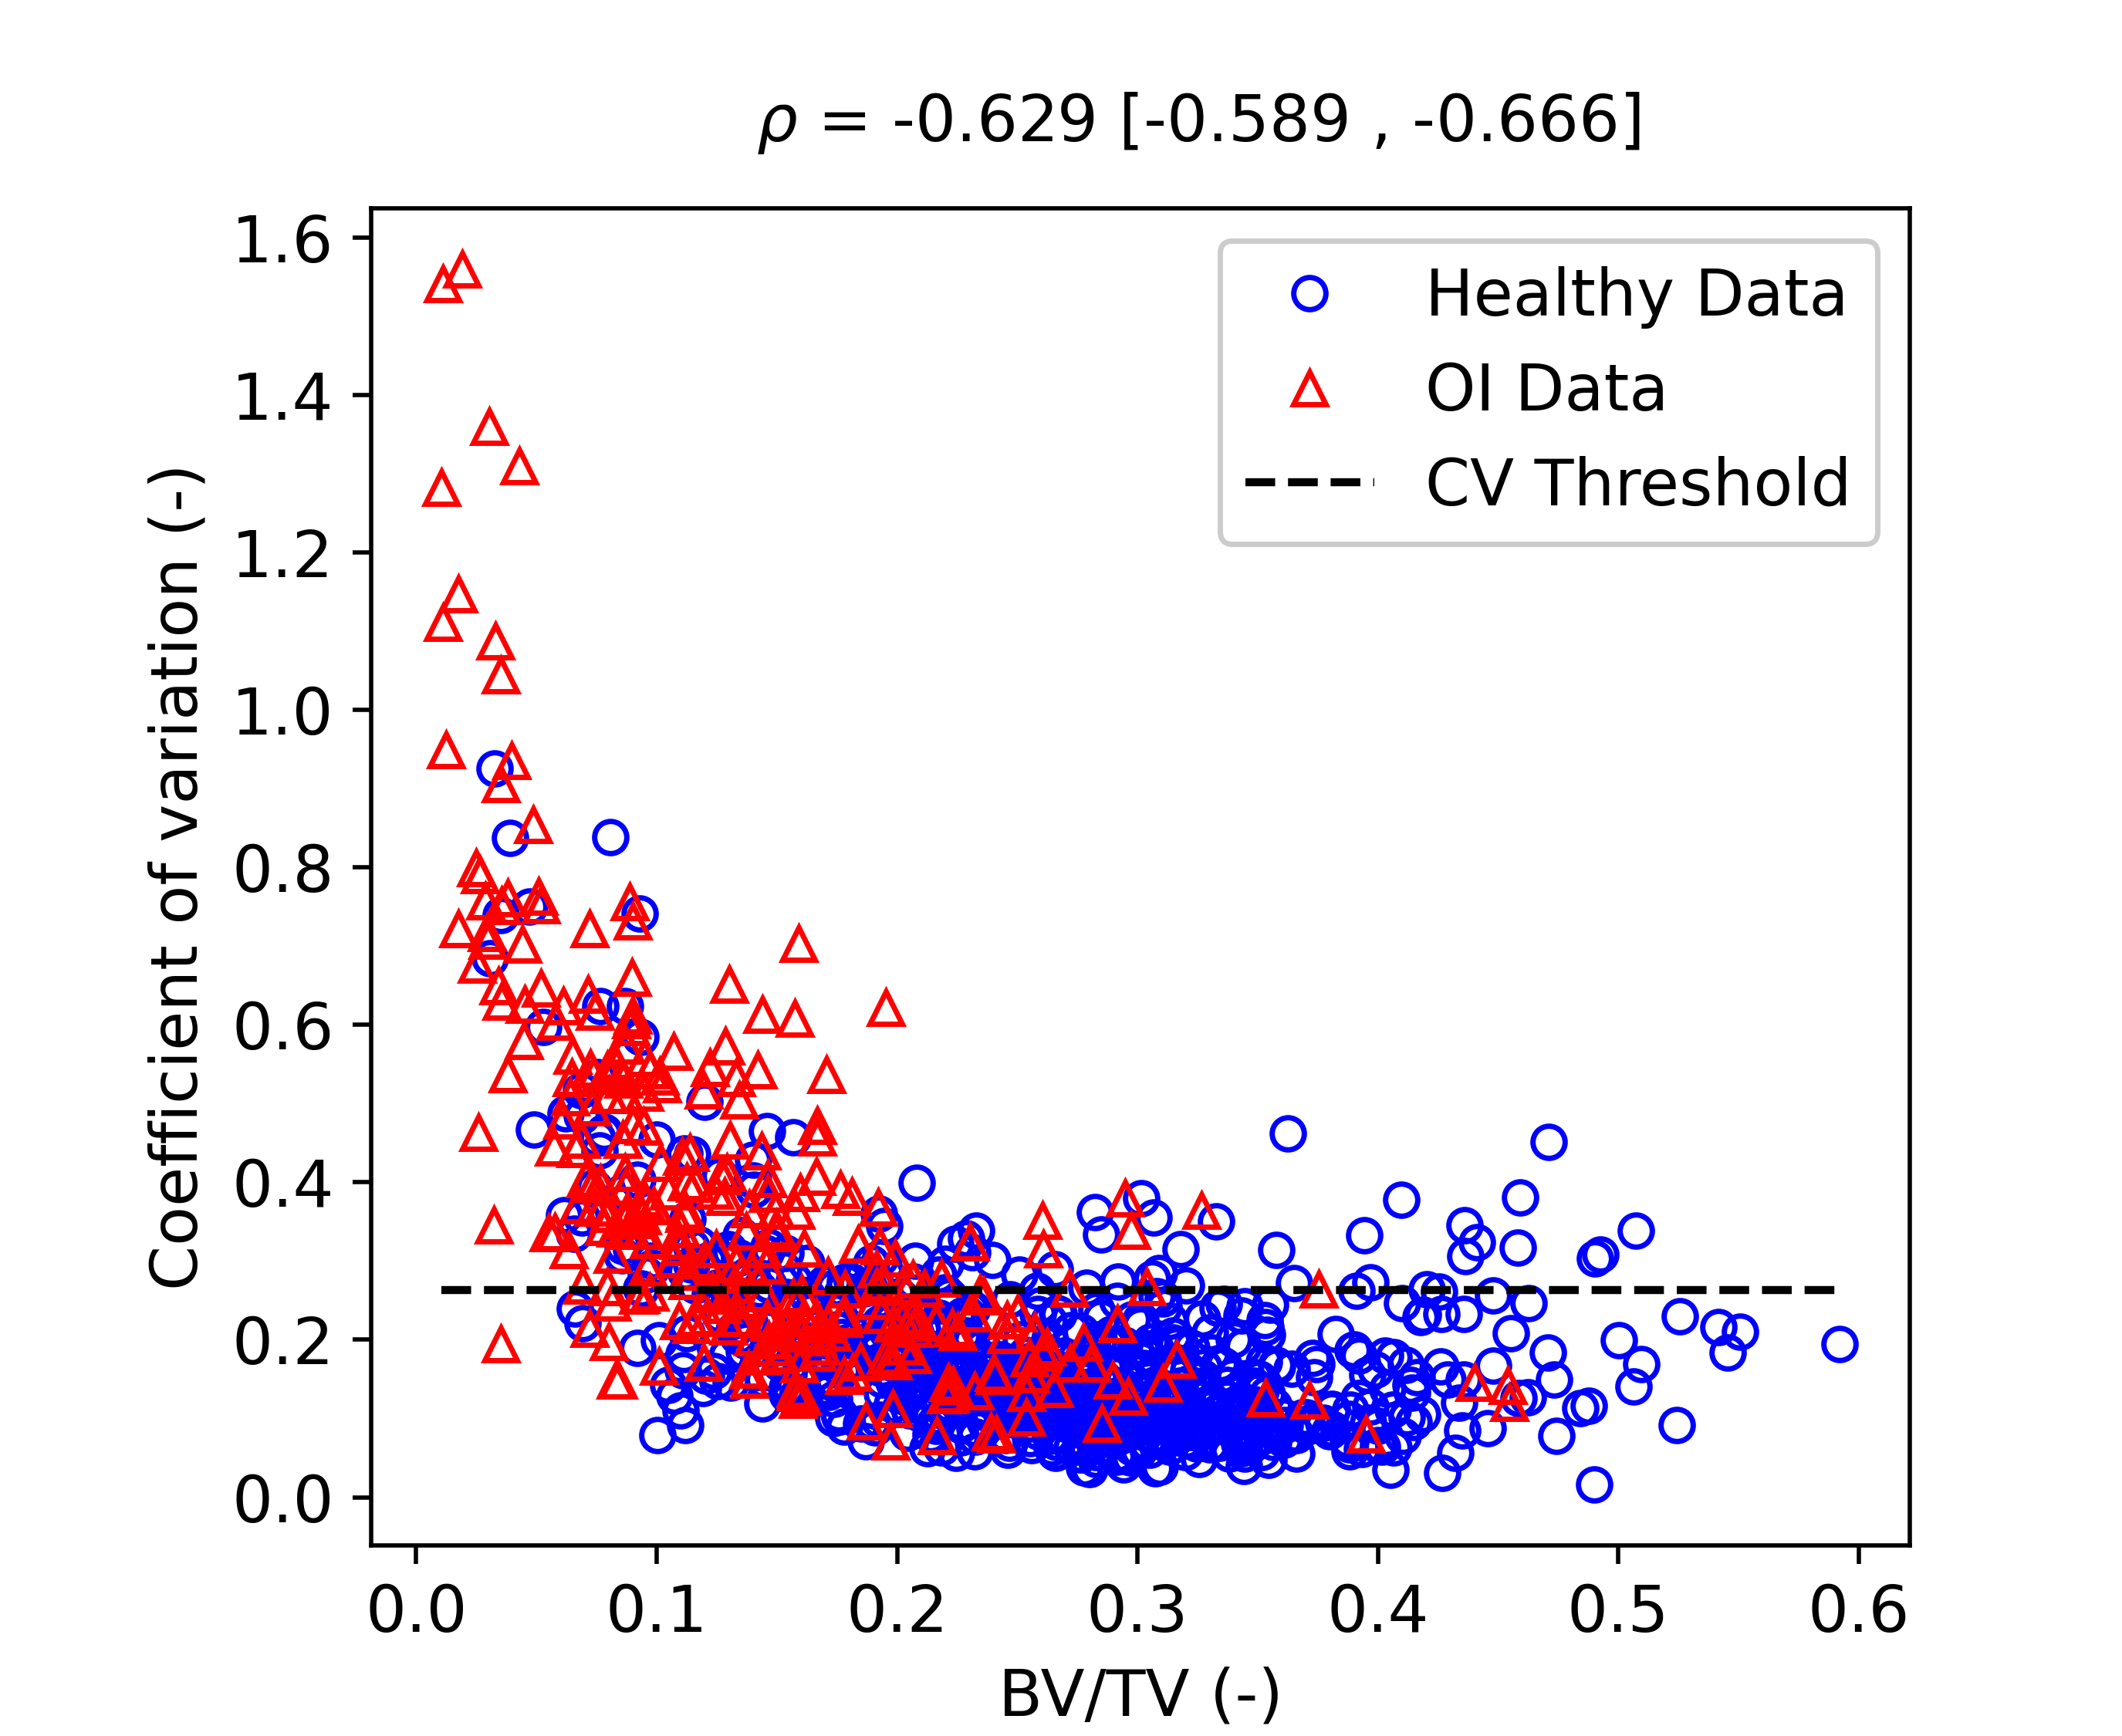 ρ = -0.629 [-0.589 , -0.666]
Healthy Data
OI Data
CV Threshold
Coefficient of variation (-)
1.6
1.4
1.2
1.0
0.8
0.6
0.4
0.2
0.0
0.0 0.1 0.2 0.3 0.4 0.5 0.6
BV/TV (-)